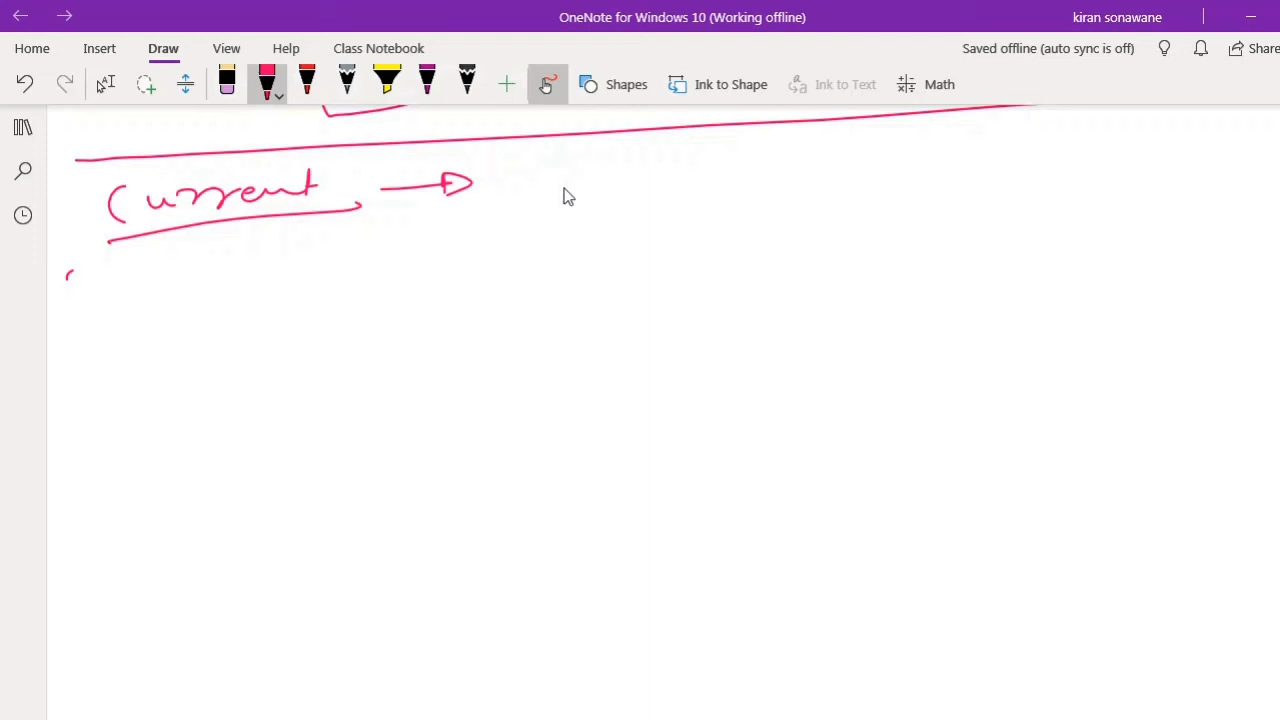 OneNote for Windows 10 (Working offline)
kiran sonawane
Home Insert Draw View Help Class Notebook
Saved offline (auto sync is off) Share
Shapes Ink to Shape Ink to Text Math
Current